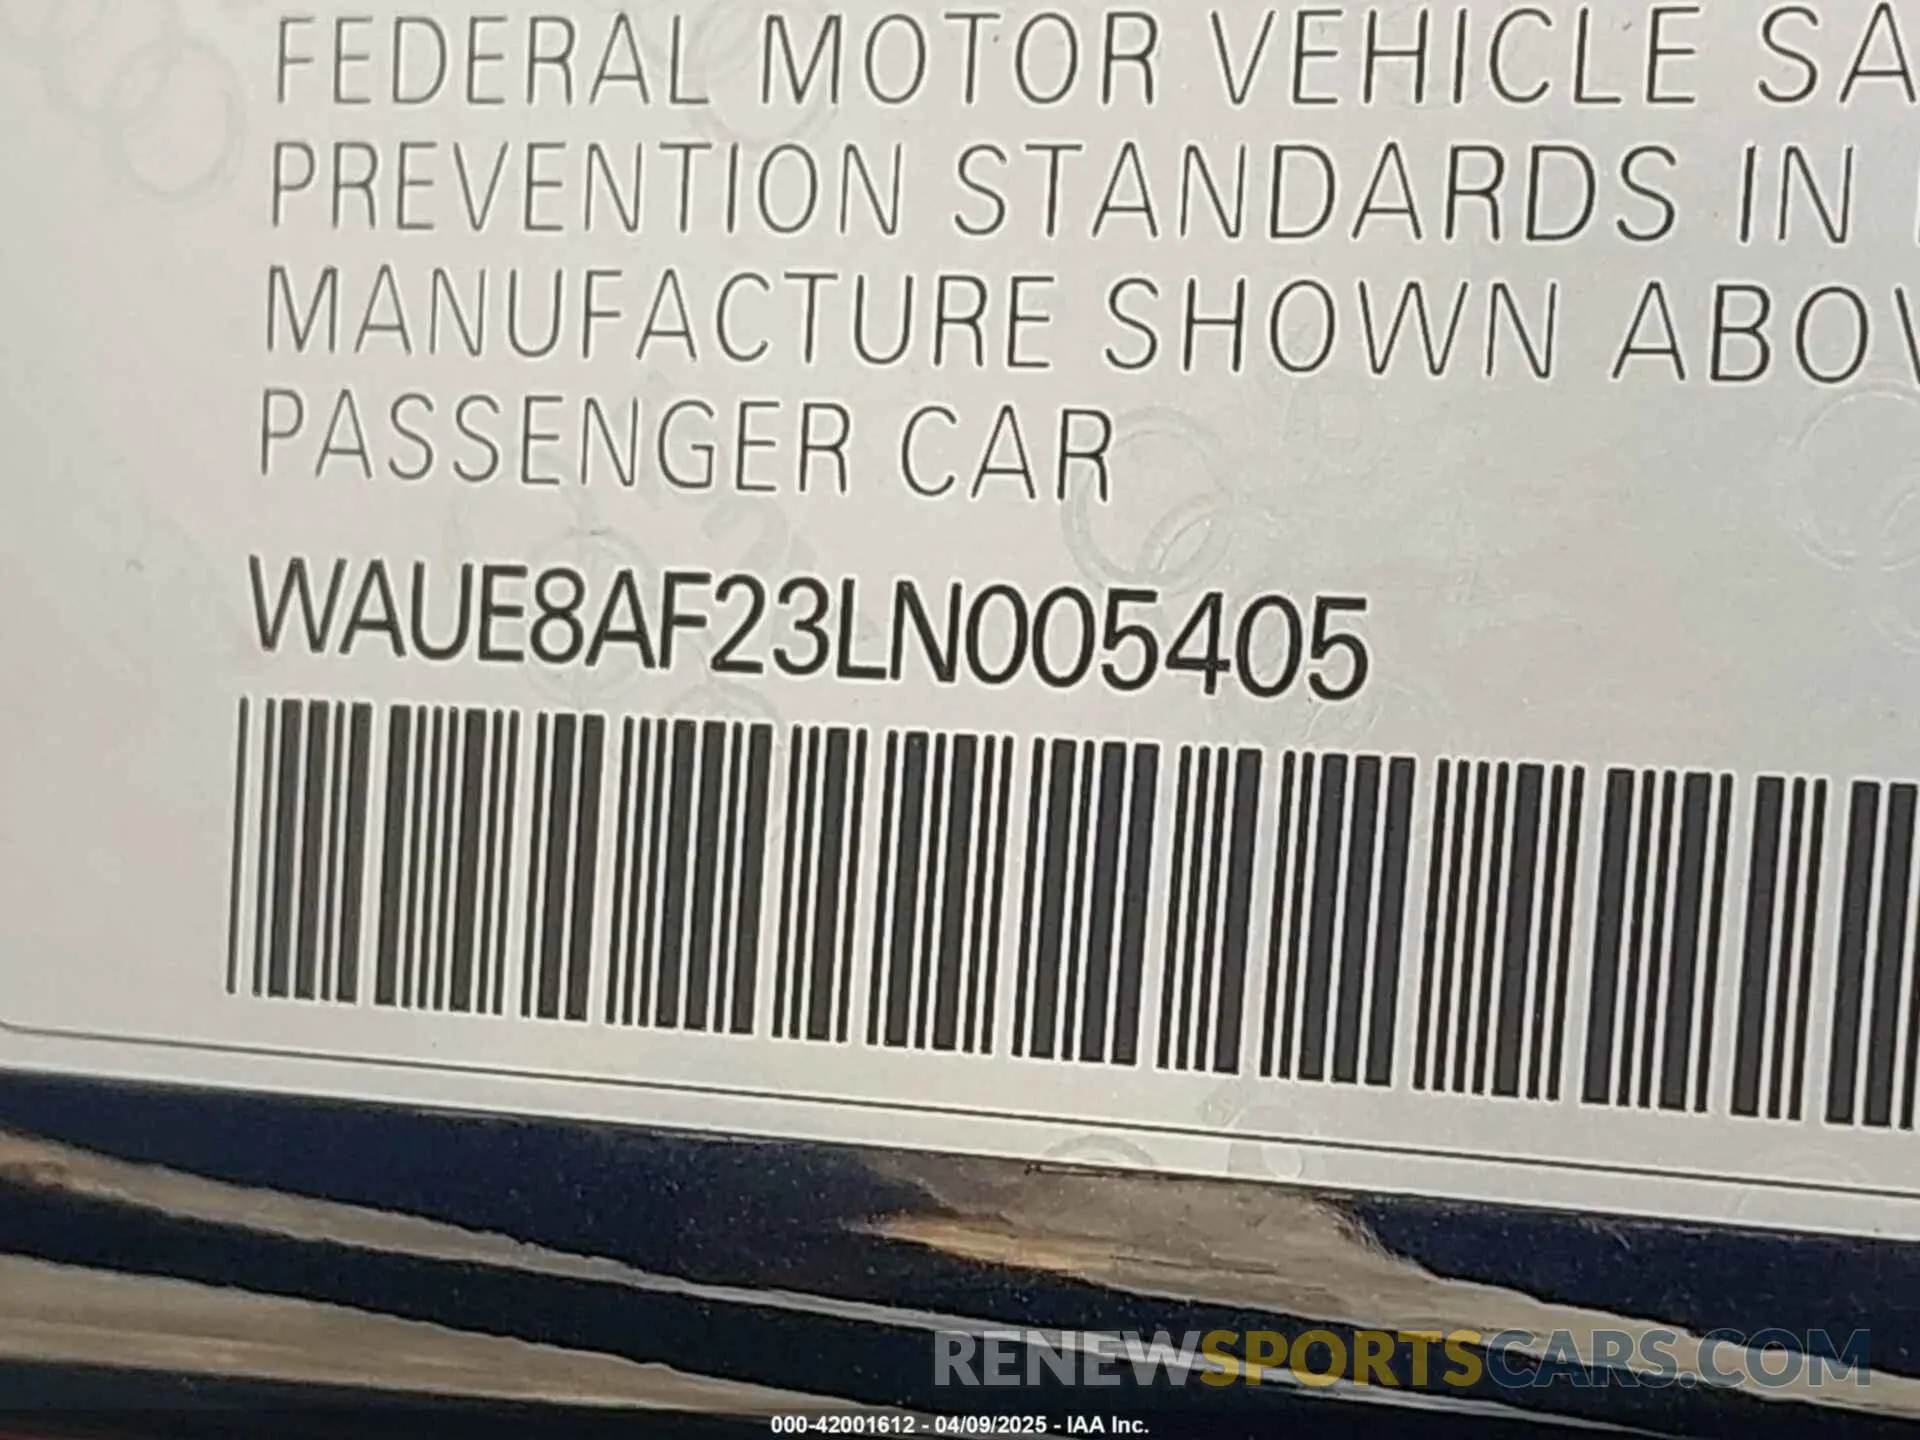 FEDERAL MOTOR VEHICLE SA
PREVENTION STANDARDS IN
MANUFACTURE SHOWN ABOV
PASSENGER CAR
WAUE8AF23LN005405
RENEWSPORTSCARS.COM
000-42001612 - 04/09/2025 - IAA Inc.